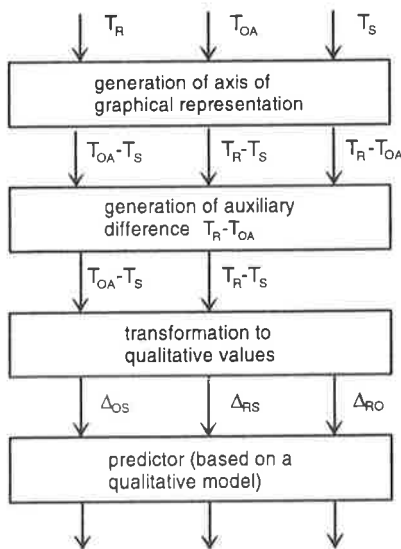 T_R T_OA T_S
generation of axis of
graphical representation
T_OA-T_S T_R-T_S T_R-T_OA
generation of auxiliary
difference T_R-T_OA
T_OA-T_S T_R-T_S
transformation to
qualitative values
Δ_OS Δ_RS Δ_RO
predictor (based on a
qualitative model)